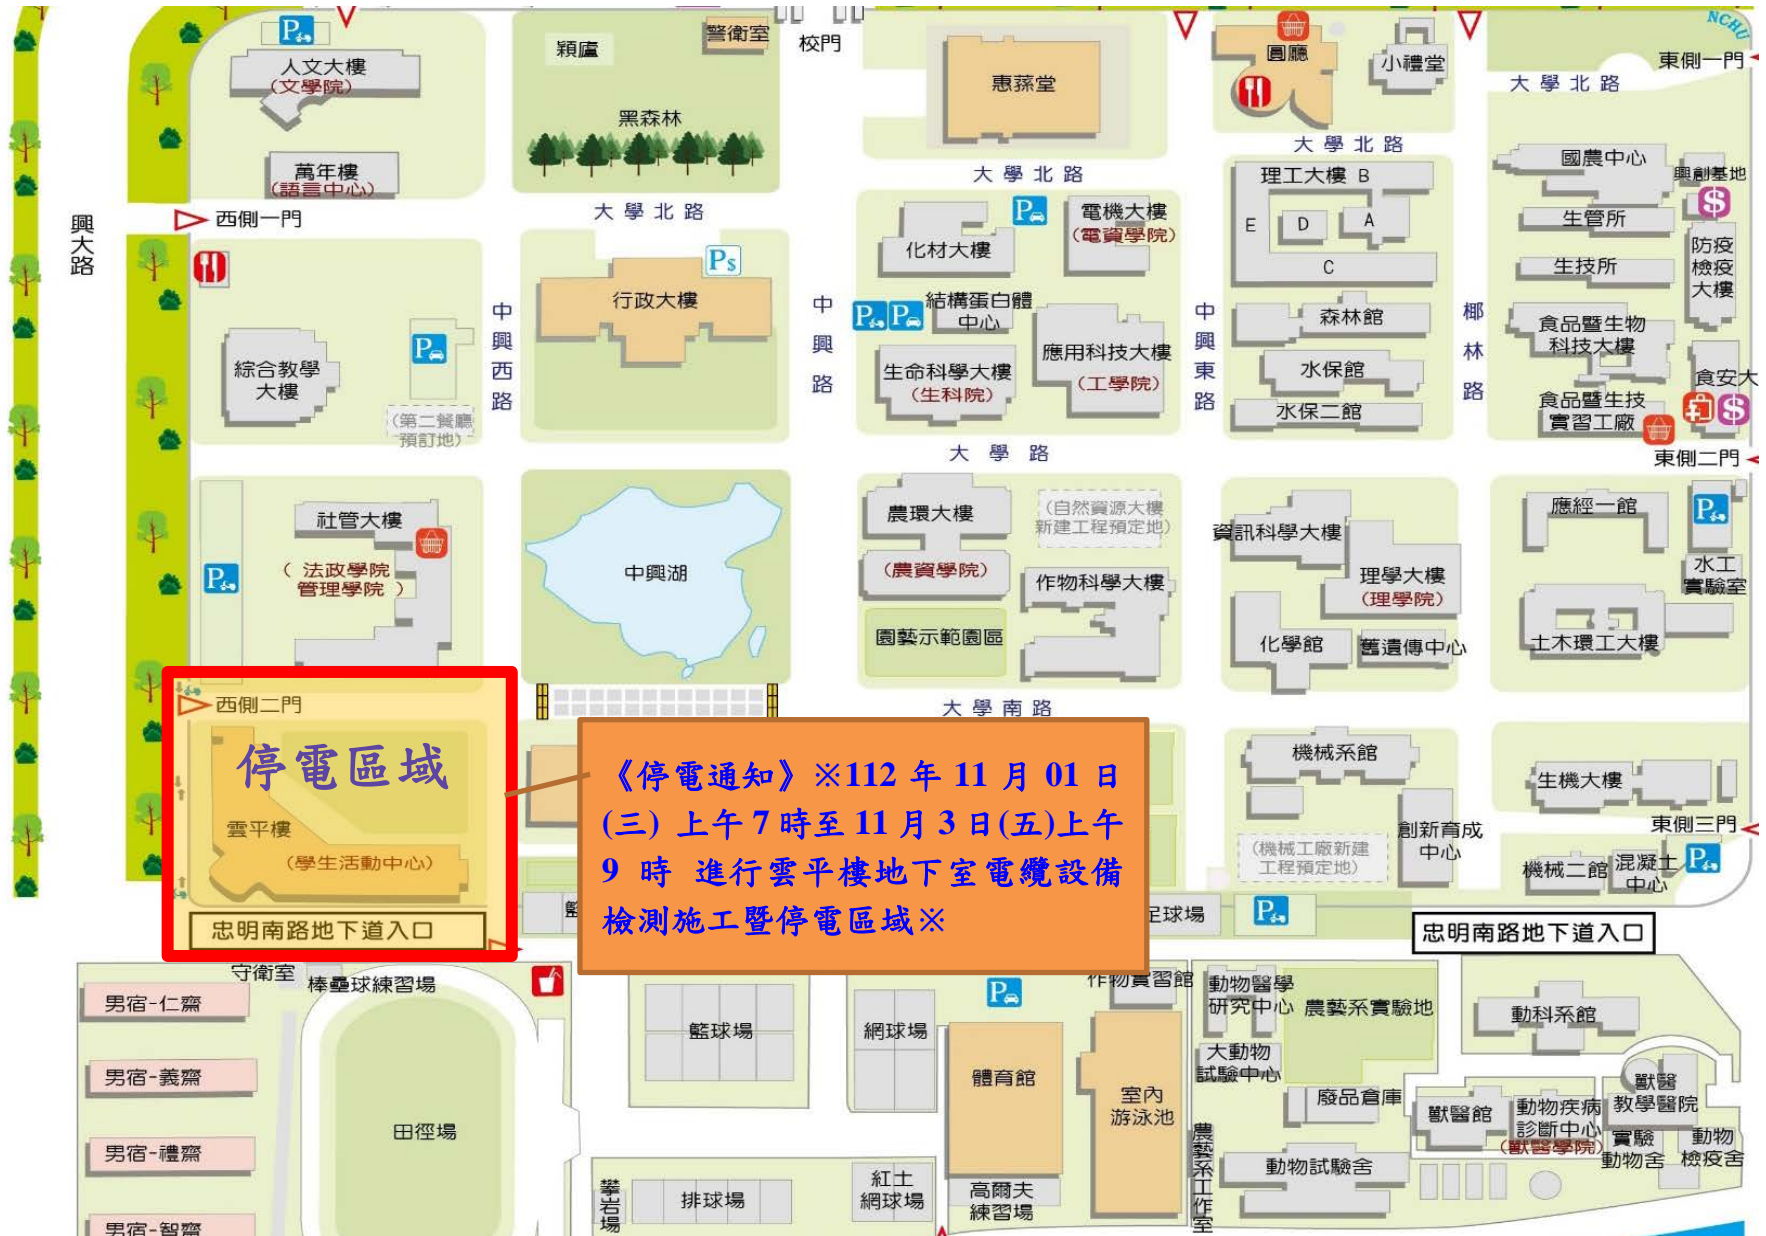 NCHU
人文大樓
(文學院)
穎廬
警衛室
校門
惠蓀堂
圓廳
小禮堂
東側一門
大學北路
黑森林
萬年樓
(語言中心)
大學北路
理工大樓 B
國農中心
興創基地
西側一門
大學北路
大學北路
電機大樓
(電資學院)
化材大樓
E
D
A
C
生管所
防疫
檢疫
大樓
生技所
興大路
行政大樓
中興西路
中興路
結構蛋白體
中心
中興東路
森林館
椰林路
食品暨生物
科技大樓
綜合教學
大樓
生命科學大樓
(生科院)
應用科技大樓
(工學院)
水保館
食安大
(第二餐廳
預訂地)
水保二館
食品暨生技
實習工廠
大學路
東側二門
社管大樓
(法政學院
管理學院)
中興湖
農環大樓
(農資學院)
(自然資源大樓
新建工程預定地)
資訊科學大樓
應經一館
作物科學大樓
理學大樓
(理學院)
水工
實驗室
園藝示範園區
化學館
舊遺傳中心
土木環工大樓
西側二門
大學南路
停電區域
雲平樓
(學生活動中心)
《停電通知》※112 年 11 月 01 日
(三) 上午 7 時至 11 月 3 日(五)上午
9 時 進行雲平樓地下室電纜設備
檢測施工暨停電區域※
機械系館
生機大樓
創新育成
中心
東側三門
(機械工廠新建
工程預定地)
機械二館
混凝土
中心
忠明南路地下道入口
足球場
忠明南路地下道入口
守衛室
棒壘球練習場
作物實習館
動物醫學
研究中心
農藝系實驗地
男宿-仁齋
籃球場
網球場
動科系館
大動物
試驗中心
男宿-義齋
體育館
室內
游泳池
廢品倉庫
獸醫
教學醫院
獸醫館
動物疾病
診斷中心
(獸醫學院)
田徑場
男宿-禮齋
農藝系工作室
動物試驗舍
實驗
動物舍
動物
檢疫舍
攀岩場
排球場
紅土
網球場
高爾夫
練習場
男宿-智齋